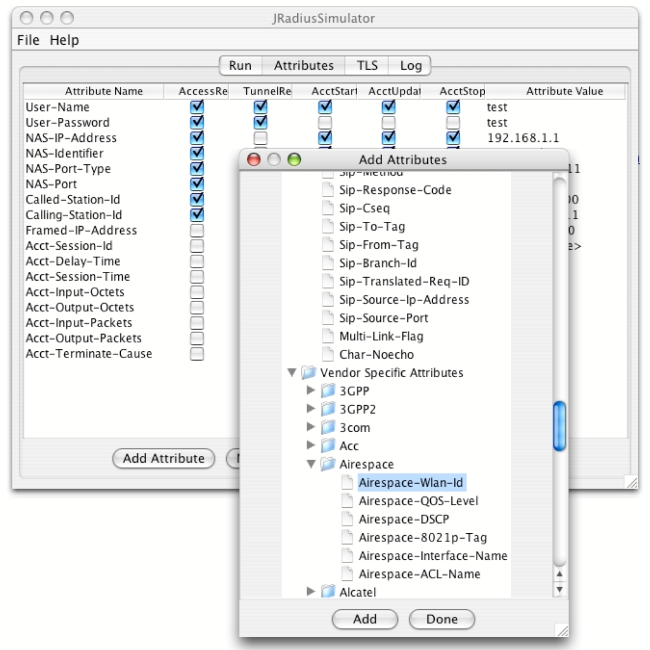 JRadiusSimulator
File Help
Run Attributes TLS Log
Attribute Name AccessRe TunnelRe AcctStart AcctUpdat AcctStop Attribute Value
User-Name test
User-Password test
NAS-IP-Address 192.168.1.1
NAS-Identifier
NAS-Port-Type 11
NAS-Port
Called-Station-Id 00
Calling-Station-Id .1
Framed-IP-Address 0
Acct-Session-Id e>
Acct-Delay-Time
Acct-Session-Time
Acct-Input-Octets
Acct-Output-Octets
Acct-Input-Packets
Acct-Output-Packets
Acct-Terminate-Cause
Add Attribute
Add Attributes
Sip-Method
Sip-Response-Code
Sip-Cseq
Sip-To-Tag
Sip-From-Tag
Sip-Branch-Id
Sip-Translated-Req-ID
Sip-Source-Ip-Address
Sip-Source-Port
Multi-Link-Flag
Char-Noecho
Vendor Specific Attributes
3GPP
3GPP2
3com
Acc
Airespace
Airespace-Wlan-Id
Airespace-QOS-Level
Airespace-DSCP
Airespace-8021p-Tag
Airespace-Interface-Name
Airespace-ACL-Name
Alcatel
Add Done